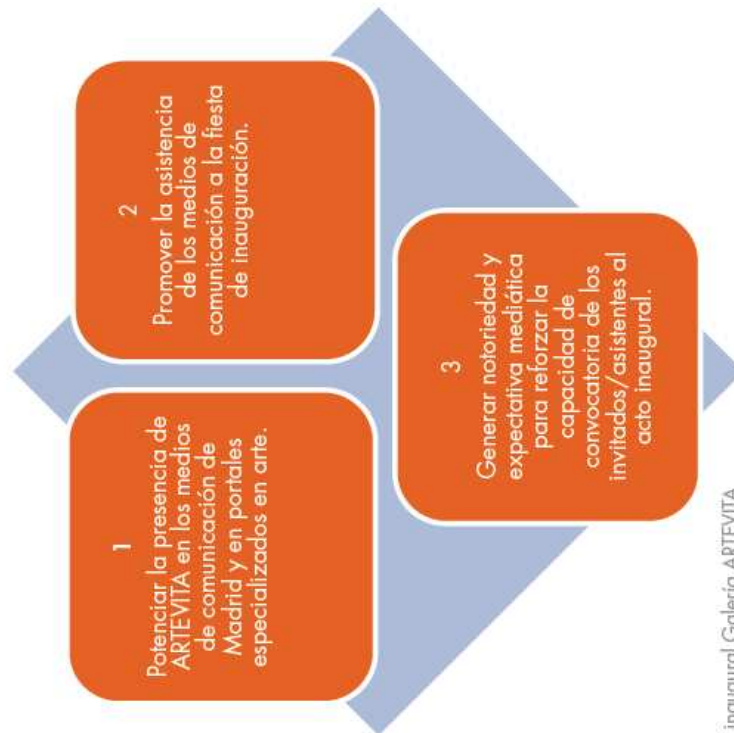 1
Potenciar la presencia de
ARTEVITA en los medios
de comunicación de
Madrid y en portales
especializados en arte.
2
Promover la asistencia
de los medios de
comunicación a la fiesta
de inauguración.
3
Generar notoriedad y
expectativa mediática
para reforzar la
capacidad de
convocatoria de los
invitados/asistentes al
acto inaugural.
inaugural Galería ARTEVITA